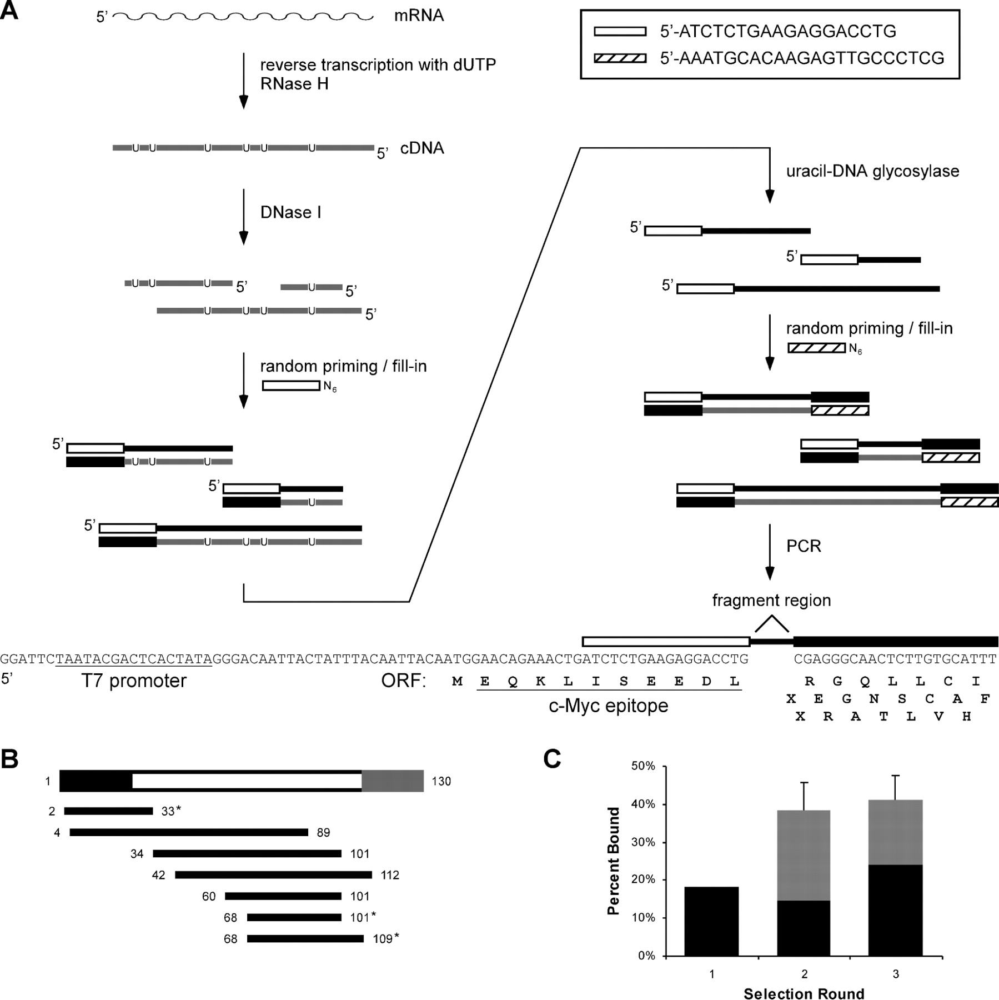 A
5’ mRNA
reverse transcription with dUTP
RNase H
U U U U U U 5’ cDNA
DNase I
U U U 5’ U 5’
U U U U 5’
random priming / fill-in
N6
5’
U U U
5’
U
5’
U U U U
5’-ATCTCTGAAGAGGACCTG
5’-AAATGCACAAGAGTTGCCCTCG
uracil-DNA glycosylase
5’
5’
5’
random priming / fill-in
N6
PCR
fragment region
GGATTCTAATACGACTCACTATAGGGACAATTACTATTTACAATTACAATGGAACAGAAACTGATCTCTGAAGAGGACCTG CGAGGGCAACTCTTGTGCATTT
5’ T7 promoter ORF: M E Q K L I S E E D L R G Q L L C I
X E G N S C A F
c-Myc epitope
X R A T L V H
B
1 130
2 33*
4 89
34 101
42 112
60 101
68 101*
68 109*
C
50%
40%
30%
20%
10%
0%
Percent Bound
1 2 3
Selection Round